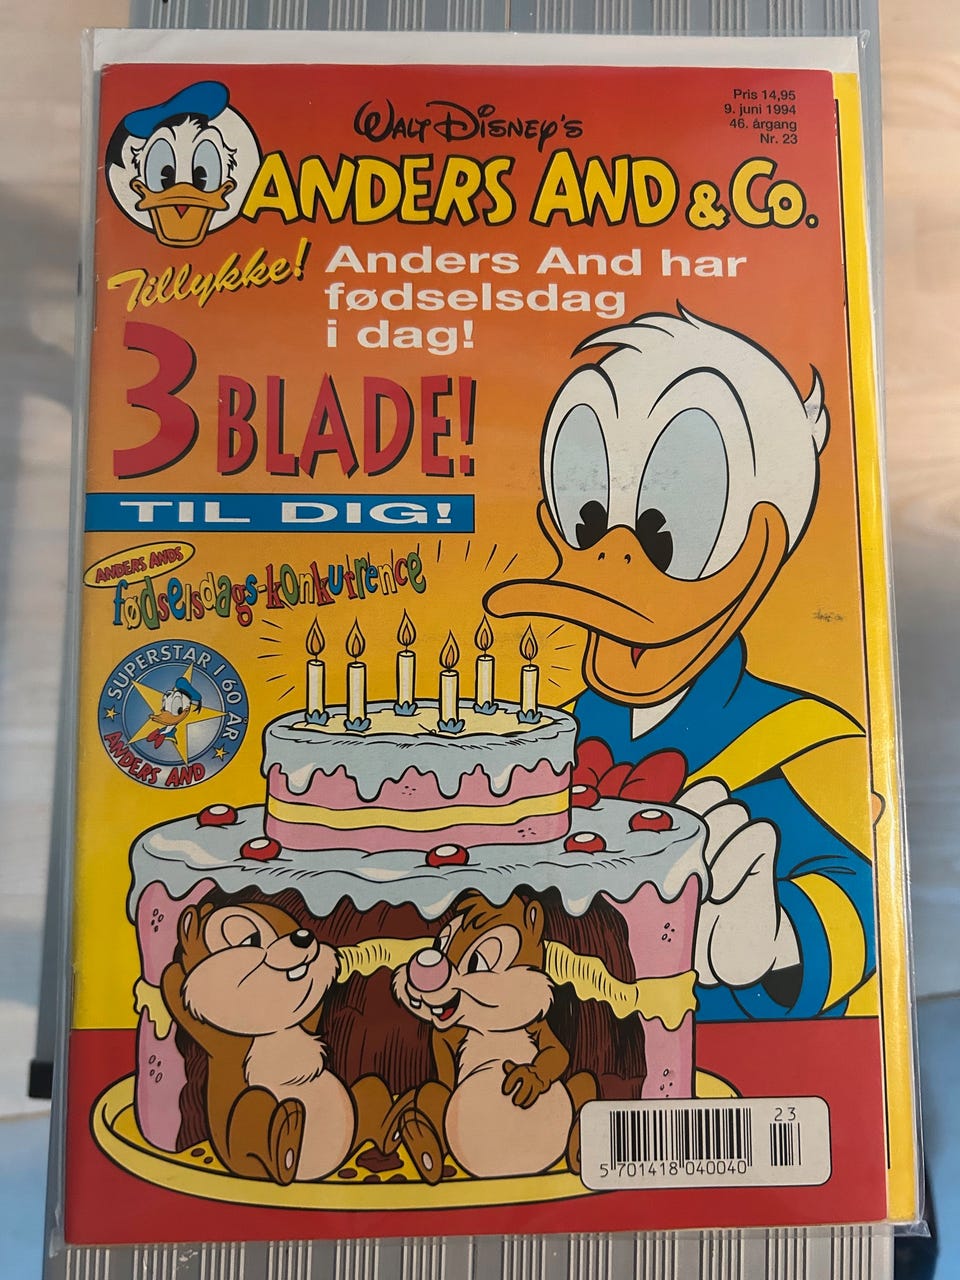 Pris 14,95
9. juni 1994
46. årgang
Nr. 23
WALT DISNEY'S
ANDERS AND & CO.
Tillykke!
Anders And har
fødselsdag
i dag!
3 BLADE!
TIL DIG!
ANDERS ANDS
fødselsdags-konkurrence
SUPERSTAR I 60 ÅR
ANDERS AND
23
5 701418 040040